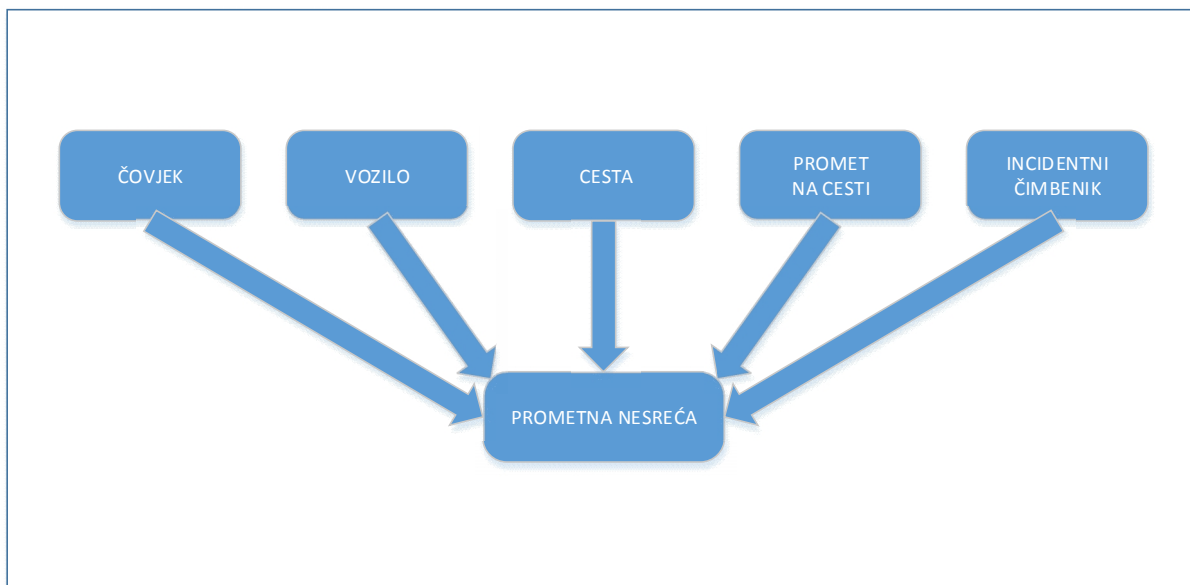 ČOVJEK
VOZILO
CESTA
PROMET
NA CESTI
INCIDENTNI
ČIMBENIK
PROMETNA NESREĆA